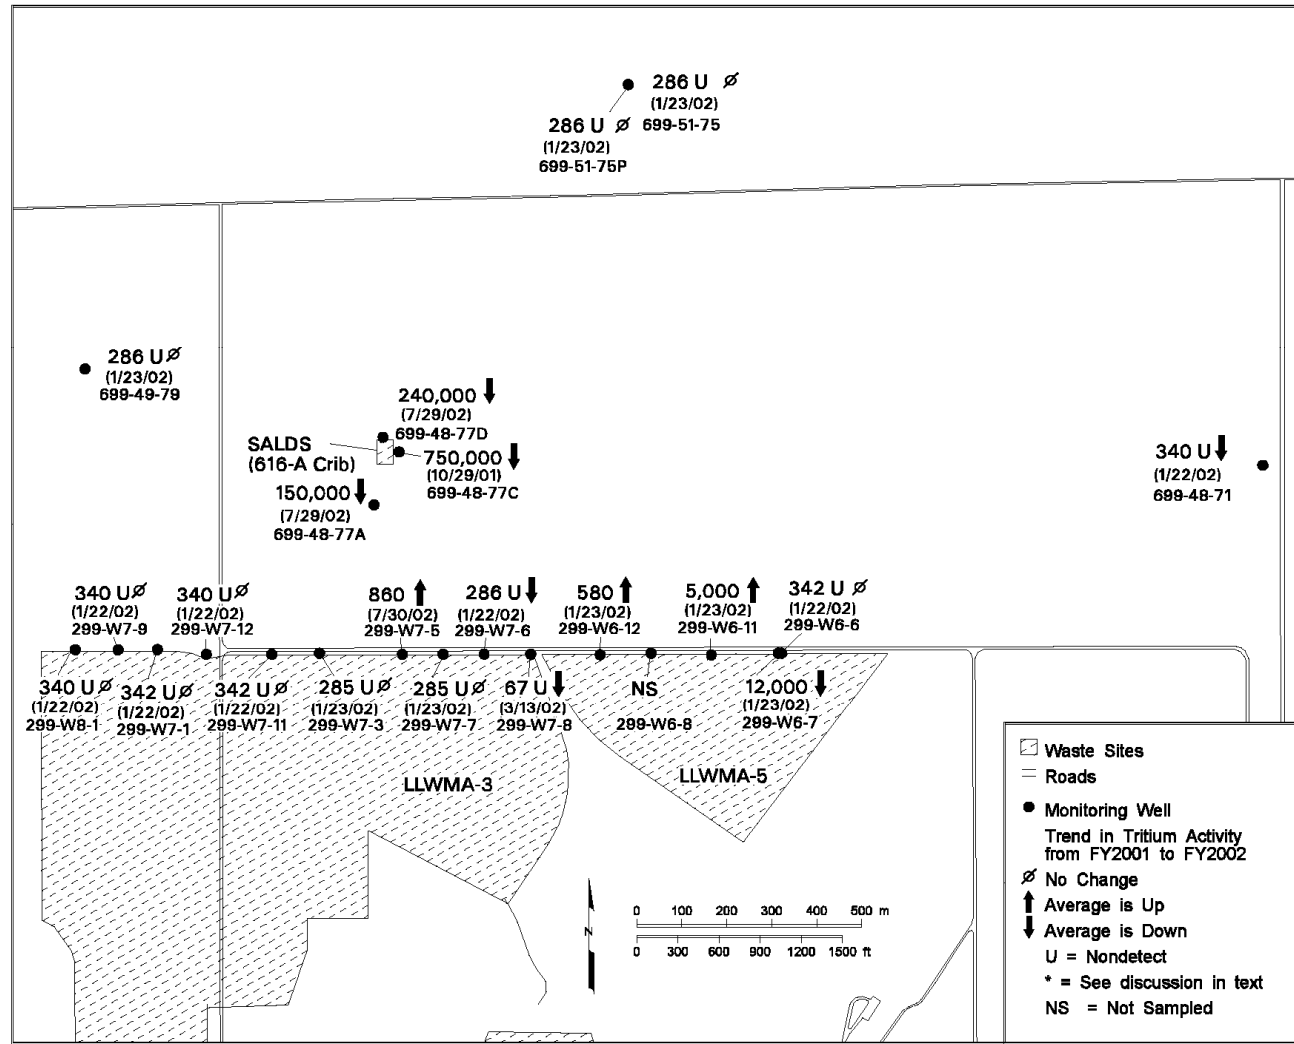 286 U Ø
(1/23/02)
699-51-75
286 U Ø
(1/23/02)
699-51-75P
286 U Ø
(1/23/02)
699-49-79
240,000
(7/29/02)
699-48-77D
SALDS
(616-A Crib)
750,000
(10/29/01)
699-48-77C
150,000
(7/29/02)
699-48-77A
340 U
(1/22/02)
699-48-71
340 U Ø
(1/22/02)
299-W7-9
340 U Ø
(1/22/02)
299-W7-12
860
(7/30/02)
299-W7-5
286 U
(1/22/02)
299-W7-6
580
(1/23/02)
299-W6-12
5,000
(1/23/02)
299-W6-11
342 U Ø
(1/22/02)
299-W6-6
340 U Ø
(1/22/02)
299-W8-1
342 U Ø
(1/22/02)
299-W7-1
342 U Ø
(1/22/02)
299-W7-11
285 U Ø
(1/23/02)
299-W7-3
285 U Ø
(1/23/02)
299-W7-7
67 U
(3/13/02)
299-W7-8
NS
299-W6-8
12,000
(1/23/02)
299-W6-7
LLWMA-3
LLWMA-5
N
0 100 200 300 400 500 m
0 300 600 900 1200 1500 ft
Waste Sites
Roads
Monitoring Well
Trend in Tritium Activity
from FY2001 to FY2002
Ø No Change
Average is Up
Average is Down
U = Nondetect
* = See discussion in text
NS = Not Sampled